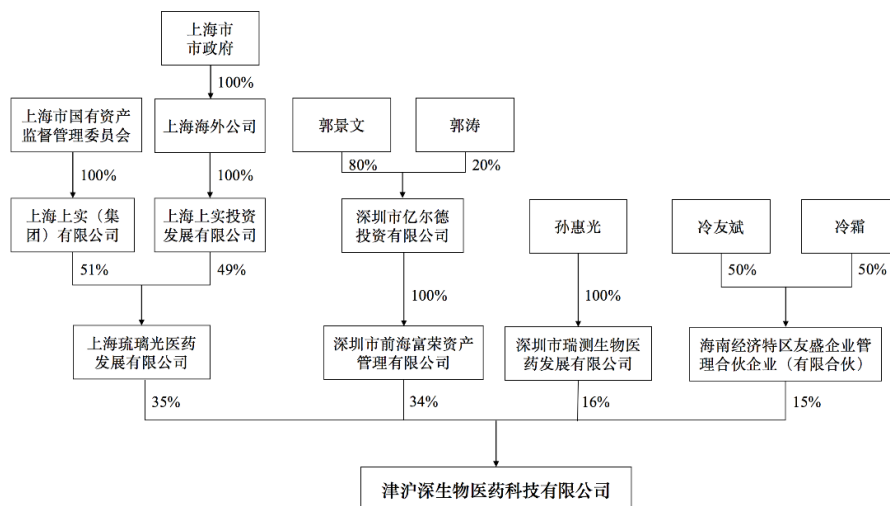 上海市
市政府
100%
上海市国有资产
监督管理委员会
上海海外公司
郭景文
郭涛
80%
20%
100%
100%
上海上实（集
团）有限公司
上海上实投资
发展有限公司
深圳市亿尔德
投资有限公司
孙惠光
冷友斌
冷霜
51%
49%
50%
50%
100%
100%
上海琉璃光医药
发展有限公司
深圳市前海富荣资产
管理有限公司
深圳市瑞测生物医
药发展有限公司
海南经济特区友盛企业管
理合伙企业（有限合伙）
35%
34%
16%
15%
津沪深生物医药科技有限公司